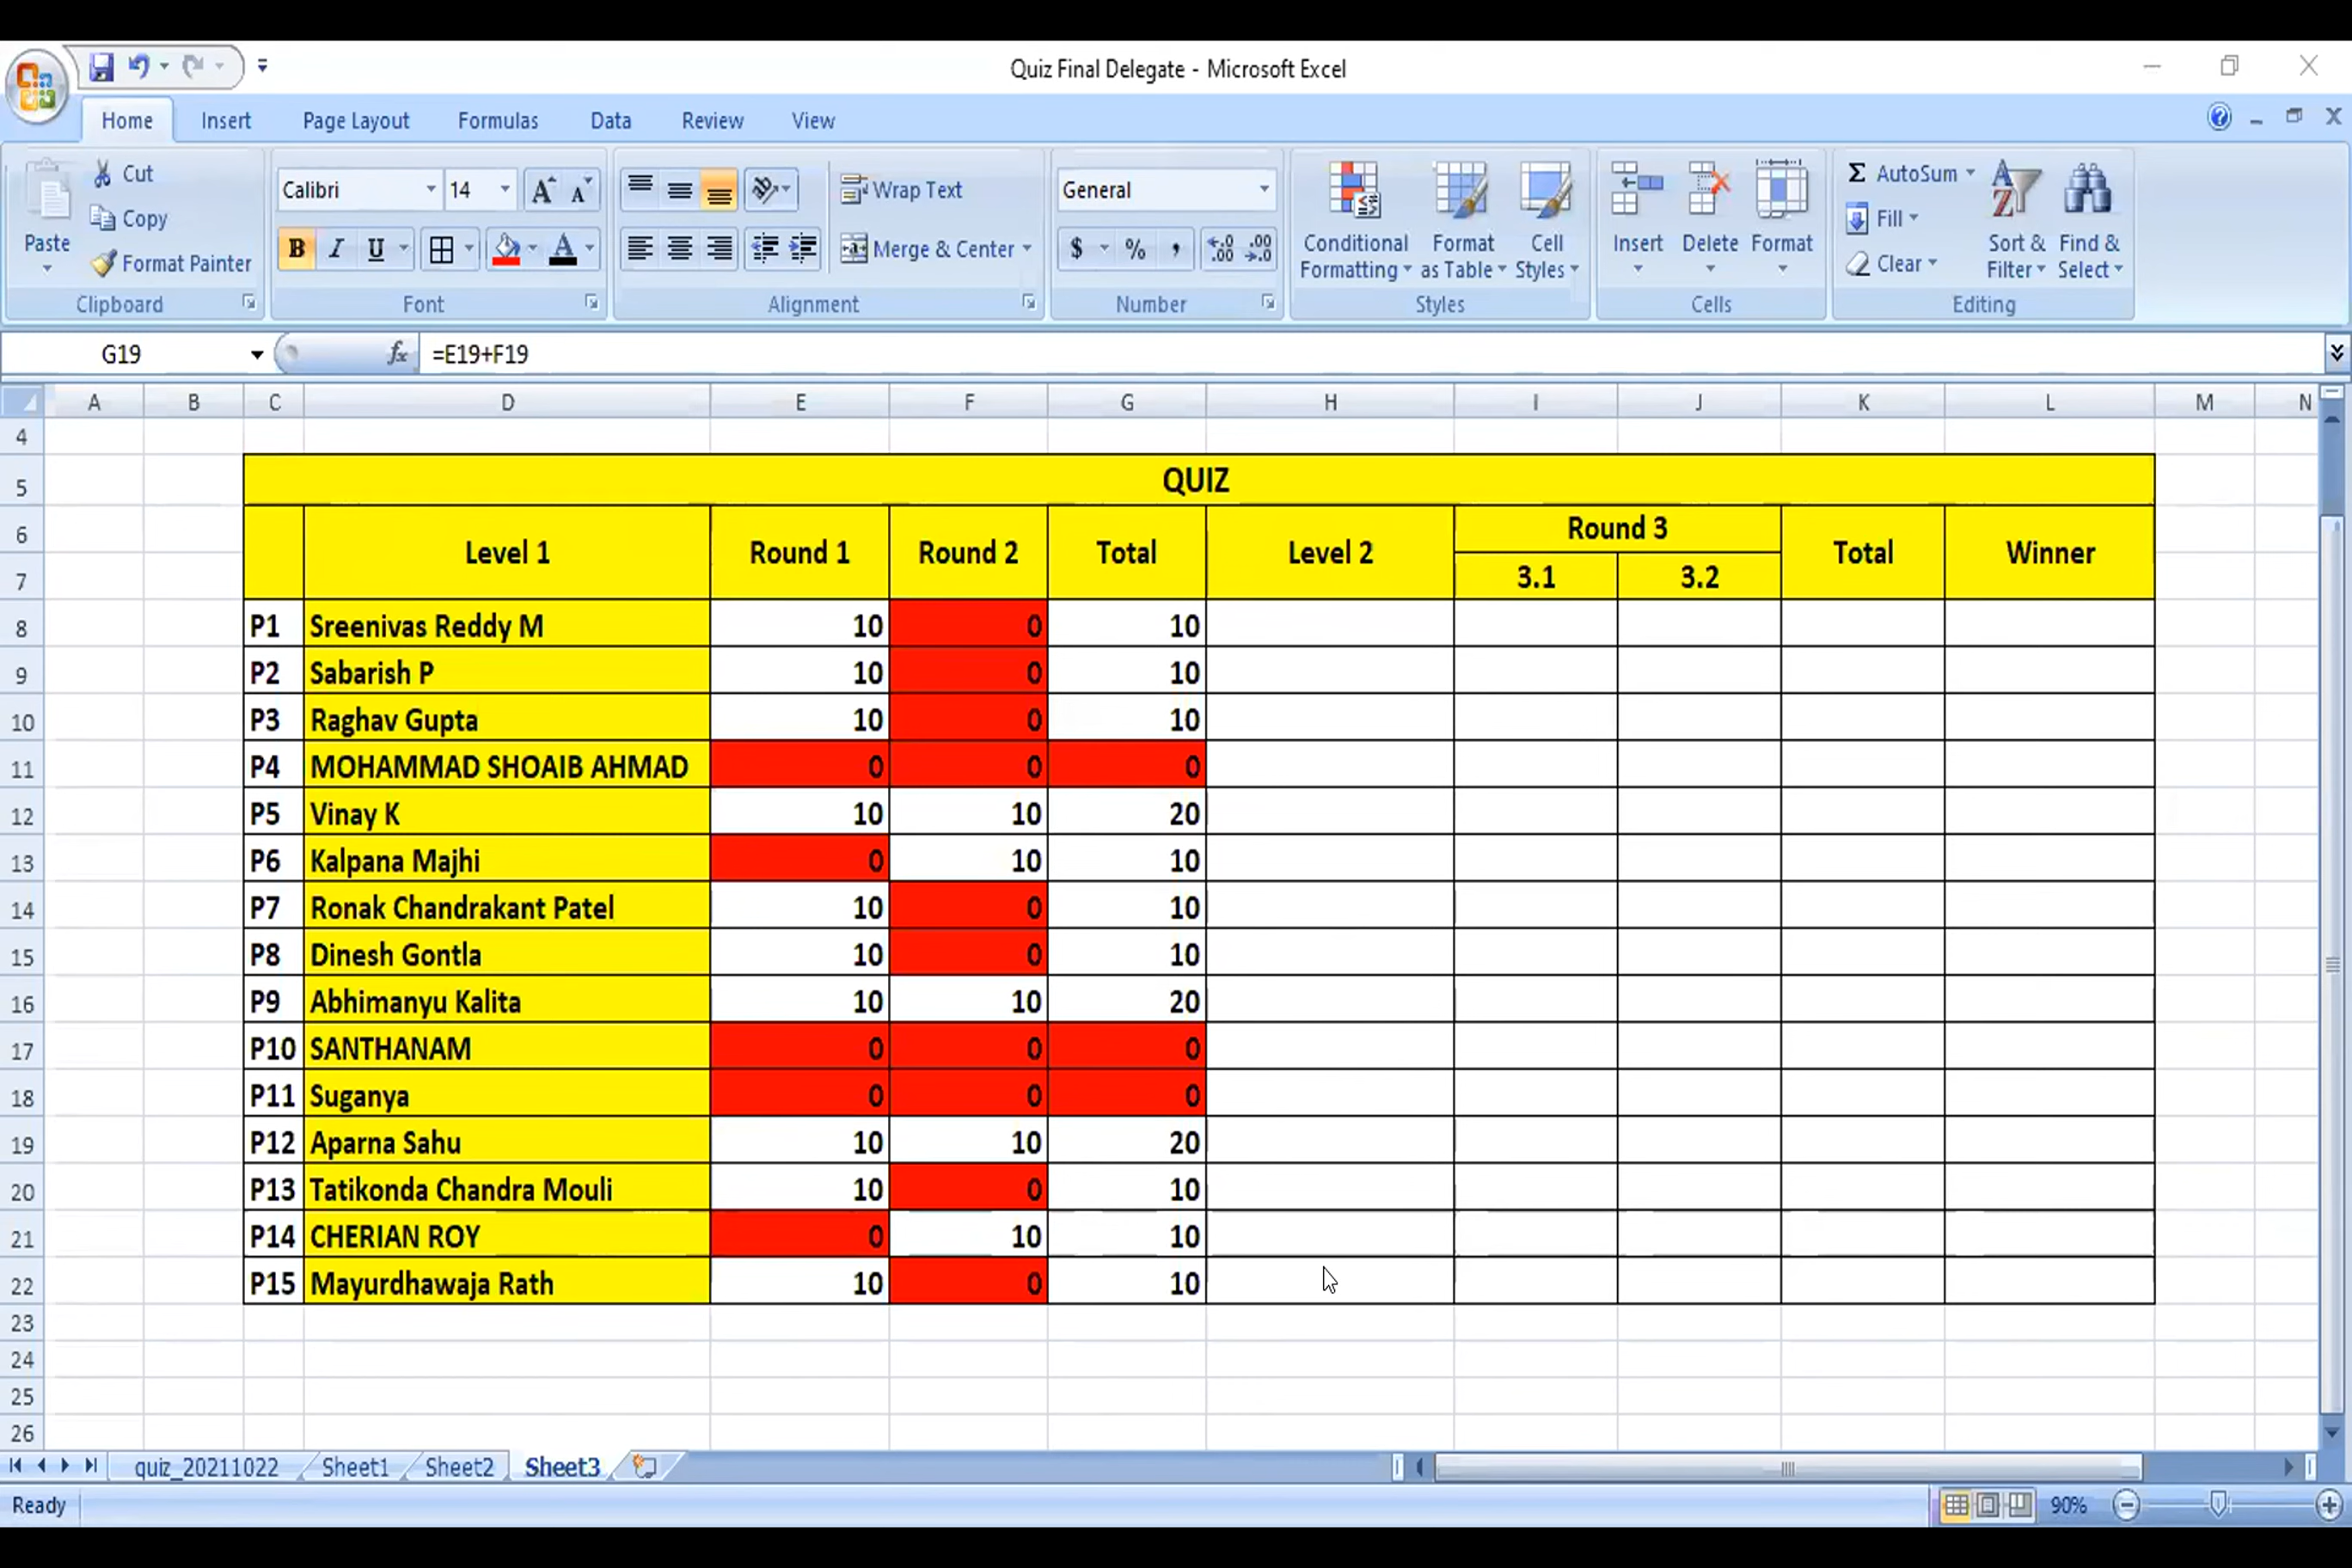 Quiz Final Delegate - Microsoft Excel
Home Insert Page Layout Formulas Data Review View
Paste
Cut
Copy
Format Painter
Clipboard
Calibri 14
B I U
Font
Wrap Text
Merge & Center
Alignment
General
$ % ,
Number
Conditional Formatting
Format as Table
Cell Styles
Styles
Insert Delete Format
Cells
Σ AutoSum
Fill
Clear
Sort & Filter
Find & Select
Editing
G19 fx =E19+F19
A B C D E F G H I J K L M N
4
5 QUIZ
6 Level 1 Round 1 Round 2 Total Level 2 Round 3 Total Winner
7 3.1 3.2
8 P1 Sreenivas Reddy M 10 0 10
9 P2 Sabarish P 10 0 10
10 P3 Raghav Gupta 10 0 10
11 P4 MOHAMMAD SHOAIB AHMAD 0 0 0
12 P5 Vinay K 10 10 20
13 P6 Kalpana Majhi 0 10 10
14 P7 Ronak Chandrakant Patel 10 0 10
15 P8 Dinesh Gontla 10 0 10
16 P9 Abhimanyu Kalita 10 10 20
17 P10 SANTHANAM 0 0 0
18 P11 Suganya 0 0 0
19 P12 Aparna Sahu 10 10 20
20 P13 Tatikonda Chandra Mouli 10 0 10
21 P14 CHERIAN ROY 0 10 10
22 P15 Mayurdhawaja Rath 10 0 10
23
24
25
26
quiz_20211022 Sheet1 Sheet2 Sheet3
Ready 90%